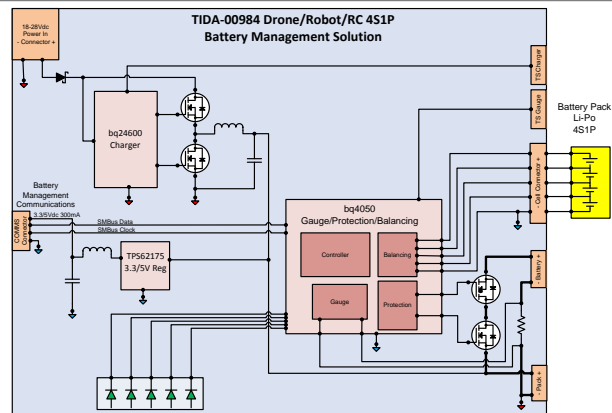 TIDA-00984 Drone/Robot/RC 4S1P
Battery Management Solution
18-28Vdc
Power In
- Connector +
TSCharger
TS Gauge
Battery Pack
Li-Po
4S1P
bq24600
Charger
- Cell Connector +
Battery
Management
Communications
3.3/5Vdc 300mA
COMMS
Connector
SMBus Data
SMBus Clock
bq4050
Gauge/Protection/Balancing
Controller
Balancing
TPS62175
3.3/5V Reg
Gauge
Protection
- Battery +
- Pack +